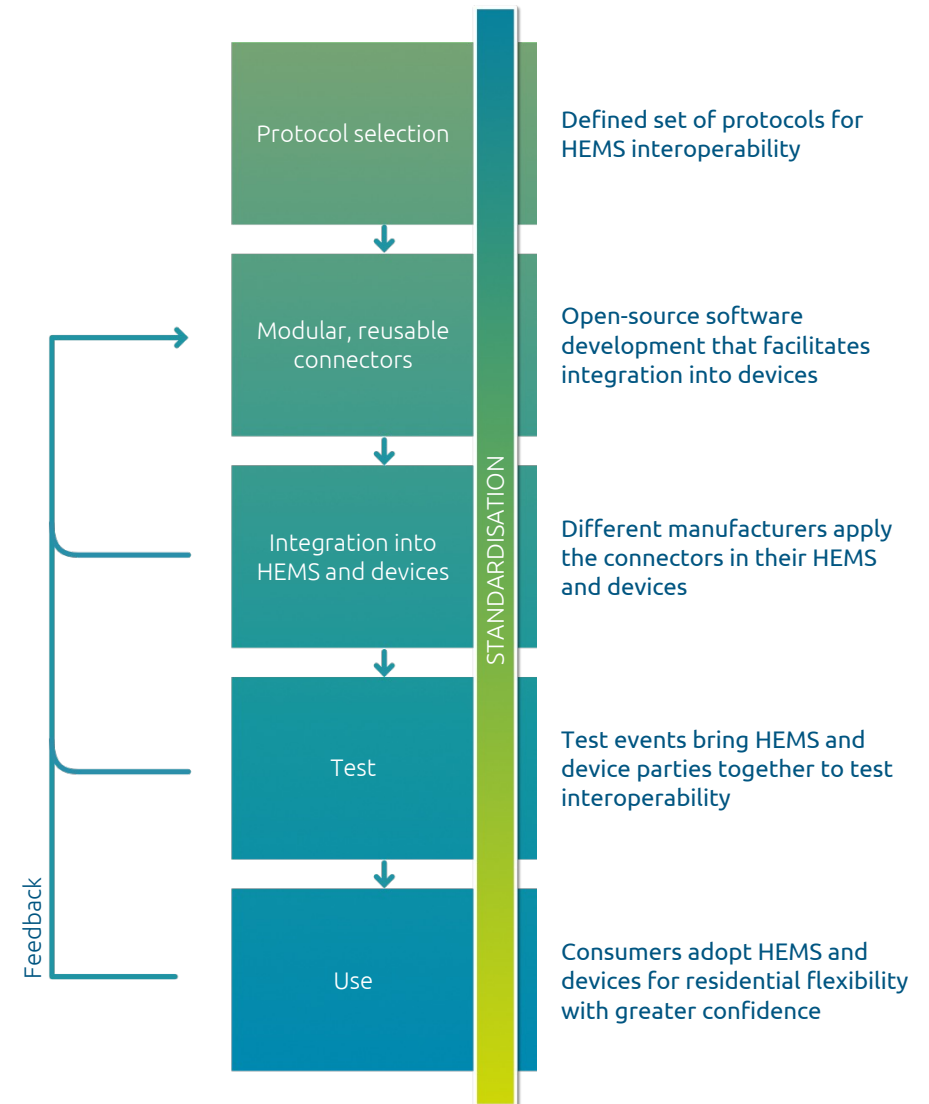 Protocol selection
Defined set of protocols for
HEMS interoperability
Modular, reusable
connectors
Open-source software
development that facilitates
integration into devices
STANDARDISATION
Integration into
HEMS and devices
Different manufacturers apply
the connectors in their HEMS
and devices
Test
Test events bring HEMS and
device parties together to test
interoperability
Feedback
Use
Consumers adopt HEMS and
devices for residential flexibility
with greater confidence